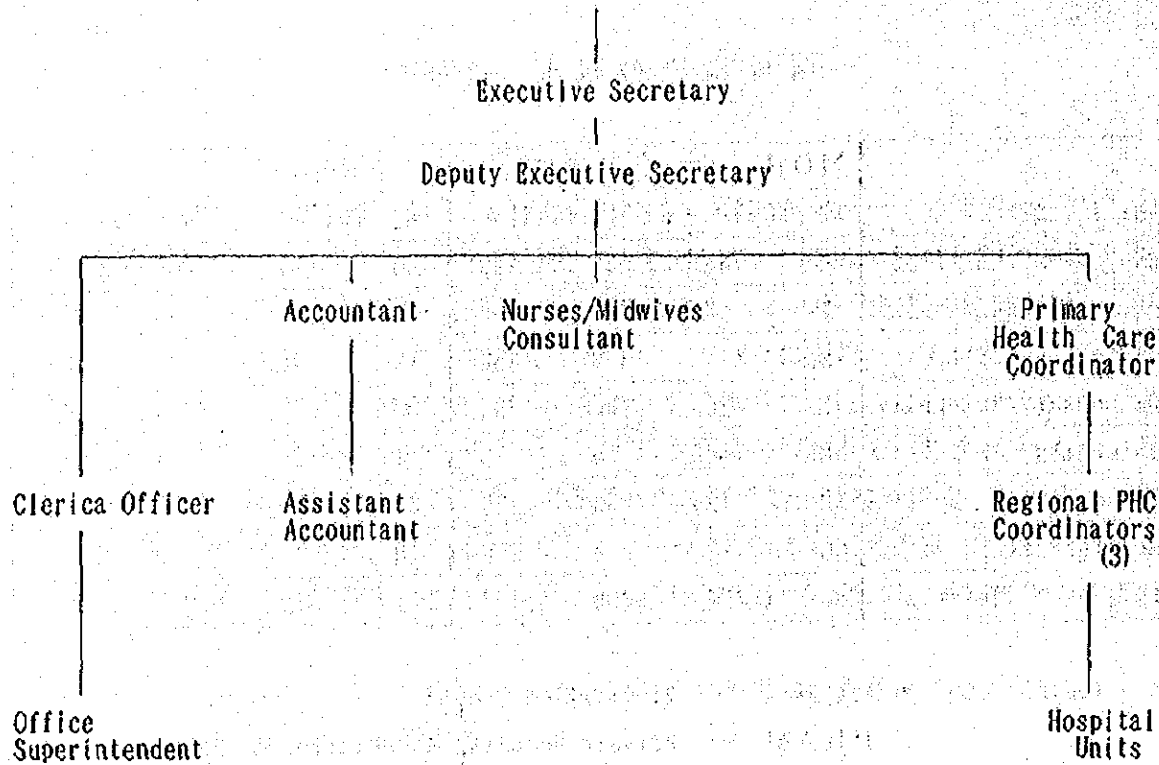 Executive Secretary
Deputy Executive Secretary
Accountant
Nurses/Midwives
Consultant
Primary
Health Care
Coordinator
Clerica Officer
Assistant
Accountant
Regional PHC
Coordinators
(3)
Office
Superintendent
Hospital
Units